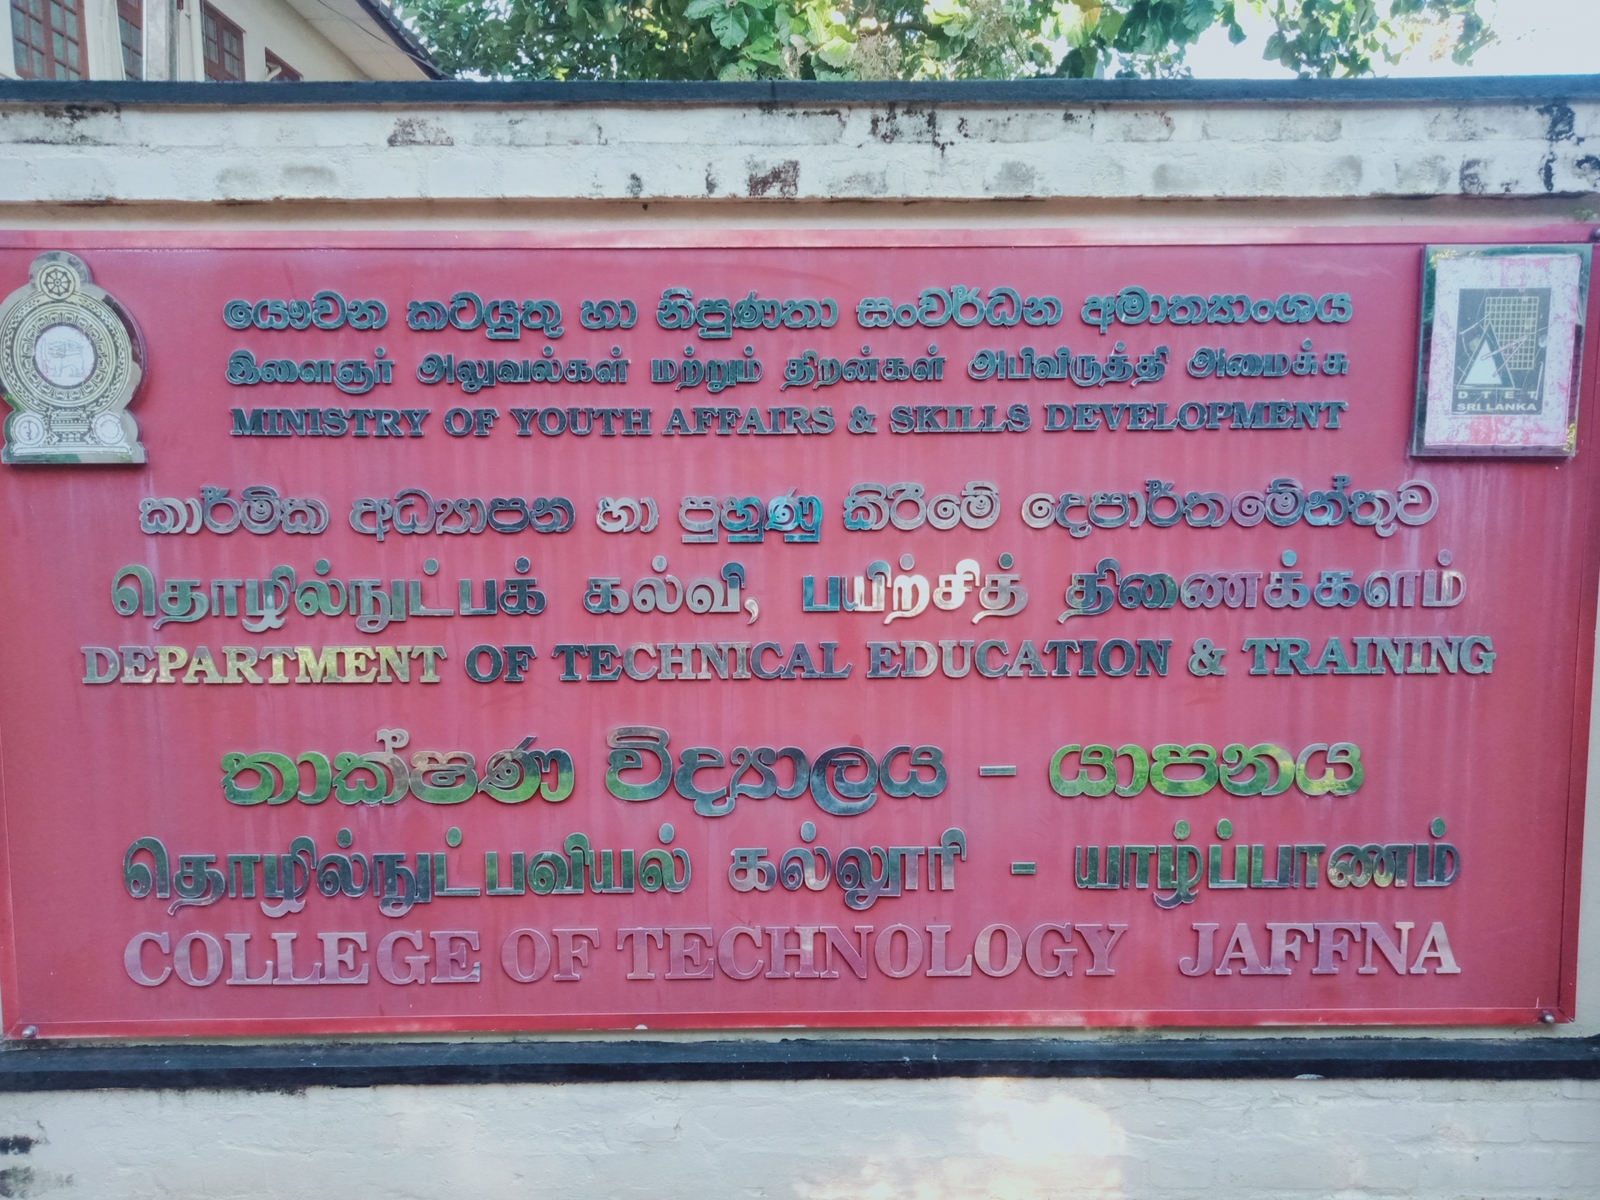 යෞවන කටයුතු හා නිපුණතා සංවර්ධන අමාත්‍යාංශය
இளைஞர் அலுவல்கள் மற்றும் திறன்கள் அபிவிருத்தி அமைச்சு
MINISTRY OF YOUTH AFFAIRS & SKILLS DEVELOPMENT
DTET
SRI LANKA
කාර්මික අධ්‍යාපන හා පුහුණු කිරීමේ දෙපාර්තමේන්තුව
தொழில்நுட்பக் கல்வி, பயிற்சித் திணைக்களம்
DEPARTMENT OF TECHNICAL EDUCATION & TRAINING
තාක්ෂණ විද්‍යාලය - යාපනය
தொழில்நுட்பவியல் கல்லூரி - யாழ்ப்பாணம்
COLLEGE OF TECHNOLOGY JAFFNA